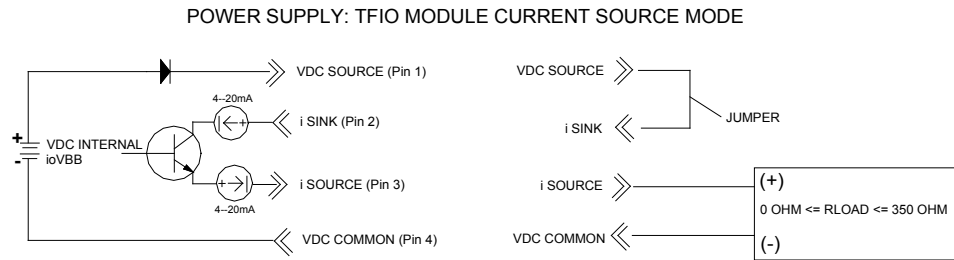 POWER SUPPLY: TFIO MODULE CURRENT SOURCE MODE
VDC SOURCE (Pin 1)
4--20mA
i SINK (Pin 2)
+
-
VDC INTERNAL
ioVBB
+
+
i SOURCE (Pin 3)
4--20mA
VDC COMMON (Pin 4)
VDC SOURCE
i SINK
JUMPER
i SOURCE
VDC COMMON
(+)
0 OHM <= RLOAD <= 350 OHM
(-)